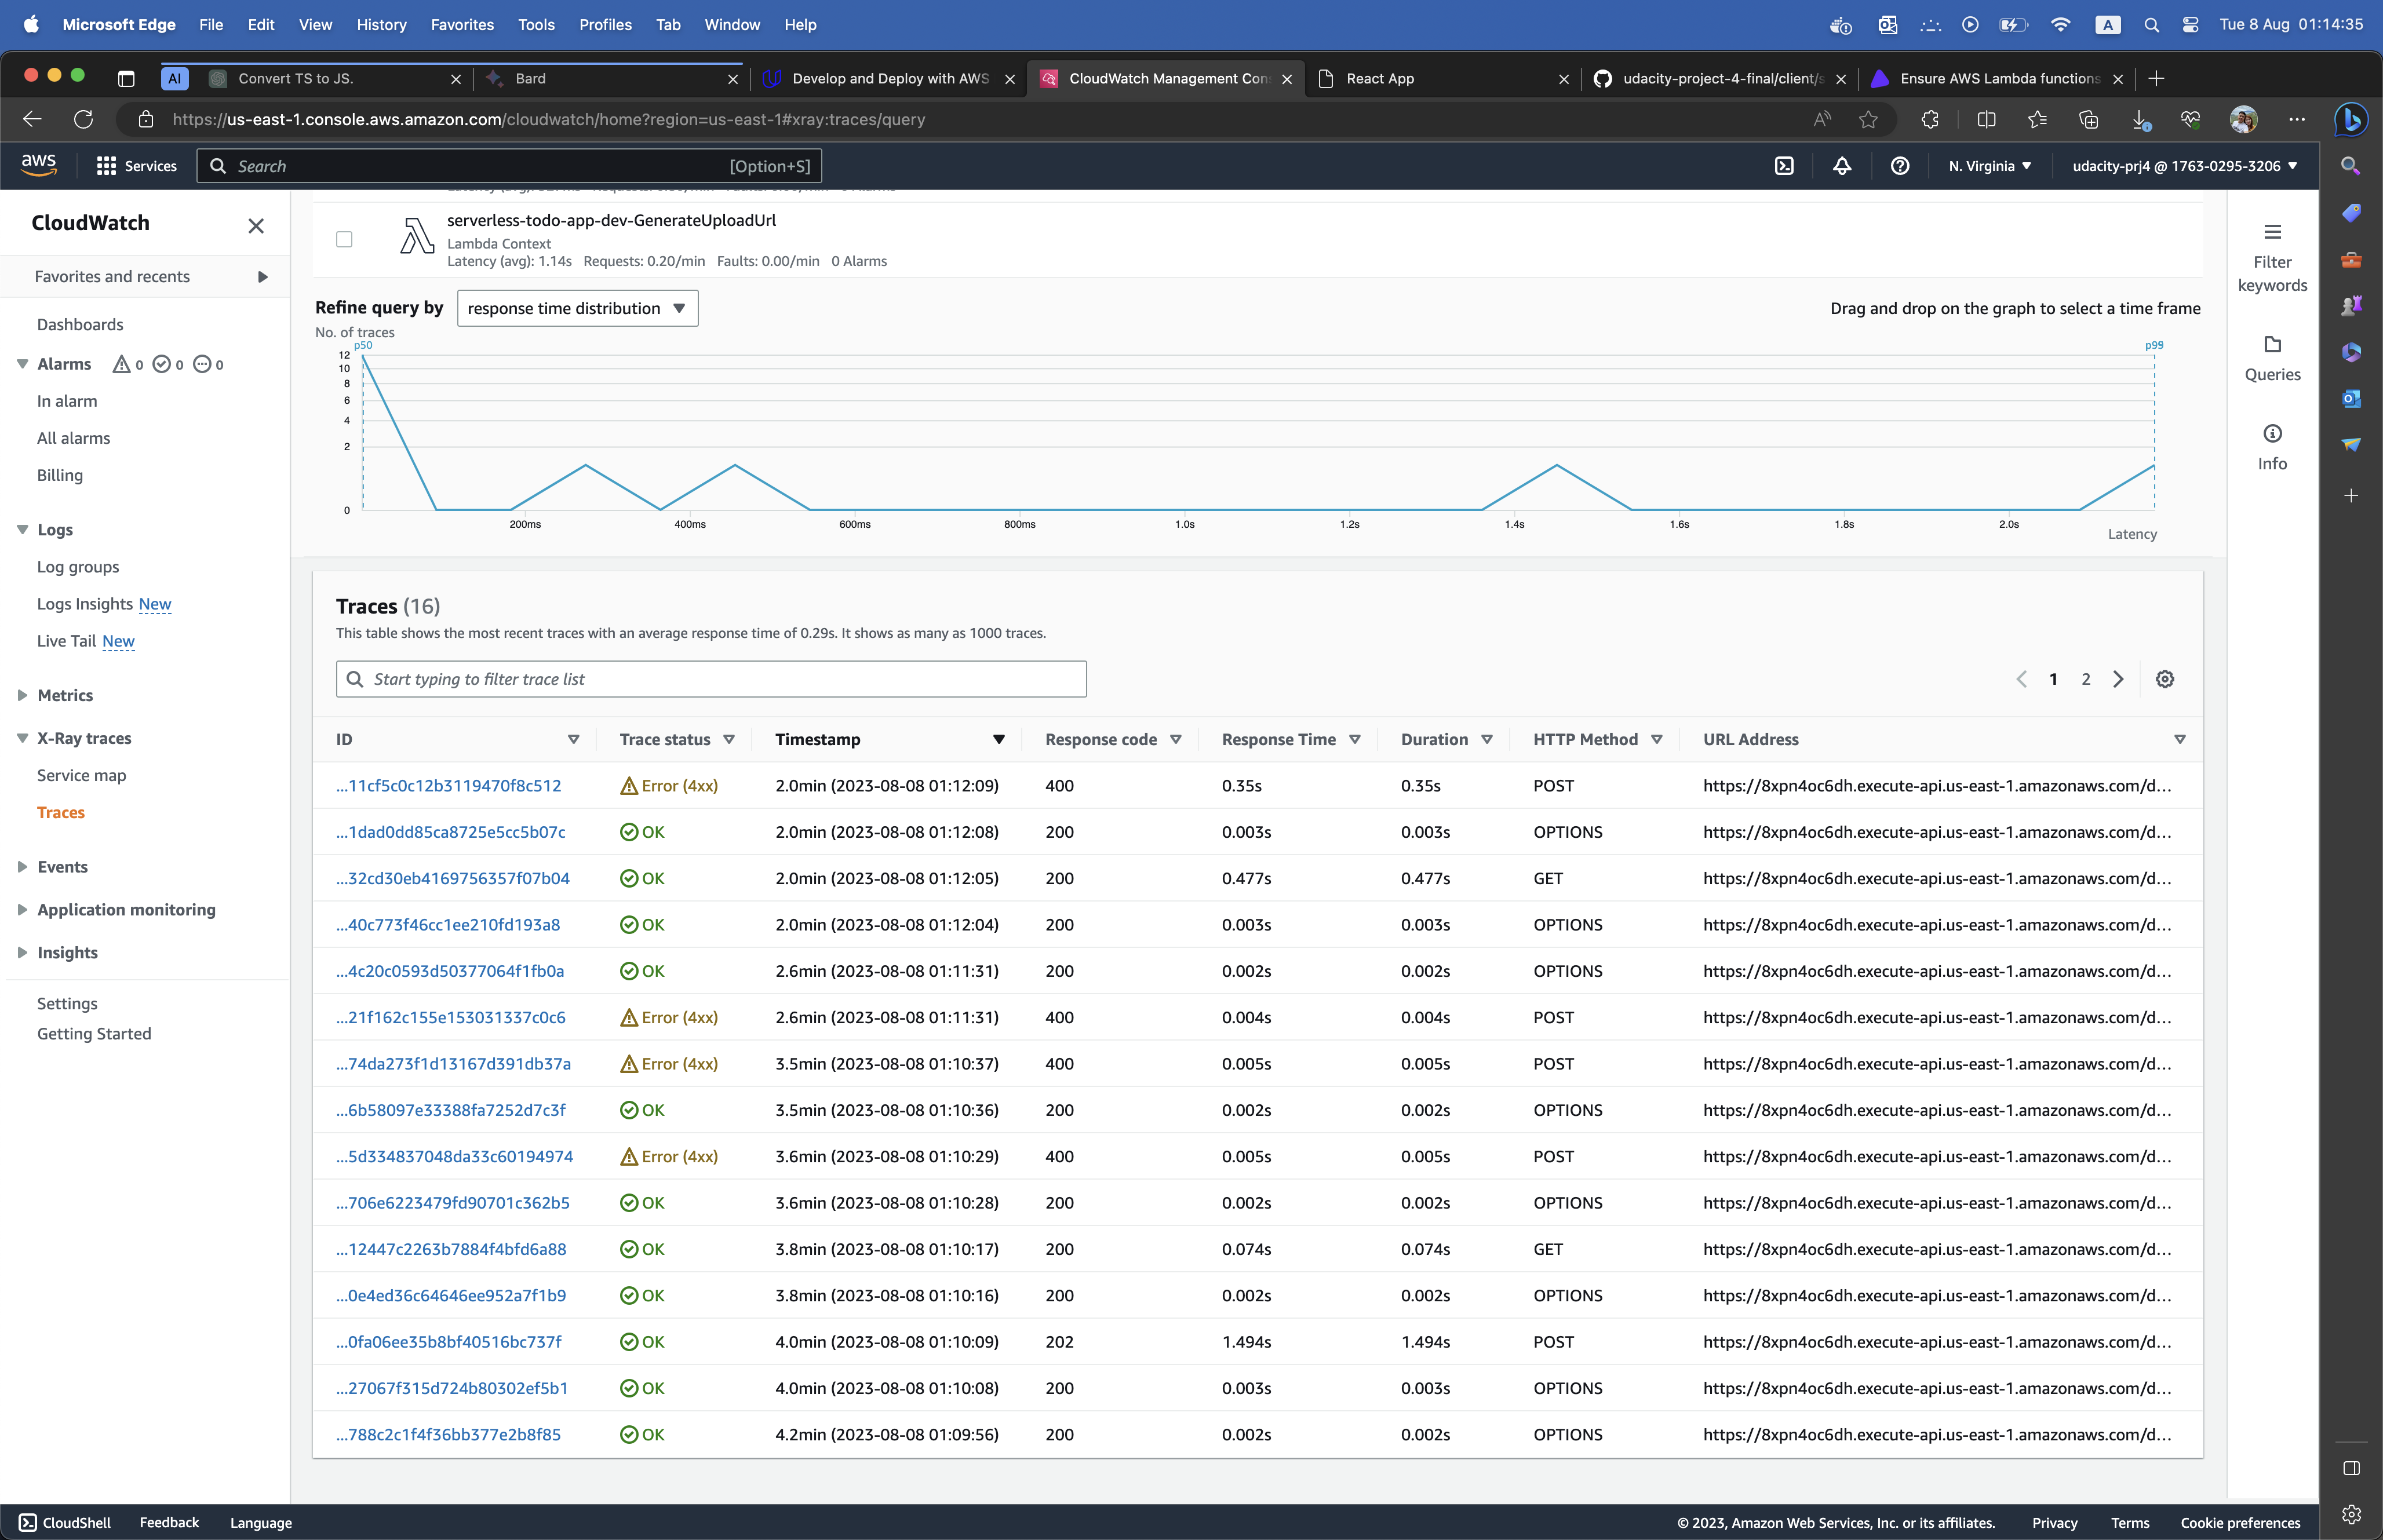 Microsoft Edge File Edit View History Favorites Tools Profiles Tab Window Help A Tue 8 Aug 01:14:35
AI Convert TS to JS. Bard Develop and Deploy with AWS CloudWatch Management Con React App udacity-project-4-final/client/s Ensure AWS Lambda functions
https://us-east-1.console.aws.amazon.com/cloudwatch/home?region=us-east-1#xray:traces/query
aws Services Search [Option+S] N. Virginia udacity-prj4 @ 1763-0295-3206
CloudWatch
Favorites and recents
Dashboards
Alarms 0 0 0
In alarm
All alarms
Billing
Logs
Log groups
Logs Insights New
Live Tail New
Metrics
X-Ray traces
Service map
Traces
Events
Application monitoring
Insights
Settings
Getting Started
serverless-todo-app-dev-GenerateUploadUrl
Lambda Context
Latency (avg): 1.14s Requests: 0.20/min Faults: 0.00/min 0 Alarms
Refine query by response time distribution Drag and drop on the graph to select a time frame
No. of traces
p50 p99
12
10
8
6
4
2
0
200ms 400ms 600ms 800ms 1.0s 1.2s 1.4s 1.6s 1.8s 2.0s
Latency
Traces (16)
This table shows the most recent traces with an average response time of 0.29s. It shows as many as 1000 traces.
Start typing to filter trace list 1 2
ID Trace status Timestamp Response code Response Time Duration HTTP Method URL Address
...11cf5c0c12b3119470f8c512 Error (4xx) 2.0min (2023-08-08 01:12:09) 400 0.35s 0.35s POST https://8xpn4oc6dh.execute-api.us-east-1.amazonaws.com/d...
...1dad0dd85ca8725e5cc5b07c OK 2.0min (2023-08-08 01:12:08) 200 0.003s 0.003s OPTIONS https://8xpn4oc6dh.execute-api.us-east-1.amazonaws.com/d...
...32cd30eb4169756357f07b04 OK 2.0min (2023-08-08 01:12:05) 200 0.477s 0.477s GET https://8xpn4oc6dh.execute-api.us-east-1.amazonaws.com/d...
...40c773f46cc1ee210fd193a8 OK 2.0min (2023-08-08 01:12:04) 200 0.003s 0.003s OPTIONS https://8xpn4oc6dh.execute-api.us-east-1.amazonaws.com/d...
...4c20c0593d50377064f1fb0a OK 2.6min (2023-08-08 01:11:31) 200 0.002s 0.002s OPTIONS https://8xpn4oc6dh.execute-api.us-east-1.amazonaws.com/d...
...21f162c155e153031337c0c6 Error (4xx) 2.6min (2023-08-08 01:11:31) 400 0.004s 0.004s POST https://8xpn4oc6dh.execute-api.us-east-1.amazonaws.com/d...
...74da273f1d13167d391db37a Error (4xx) 3.5min (2023-08-08 01:10:37) 400 0.005s 0.005s POST https://8xpn4oc6dh.execute-api.us-east-1.amazonaws.com/d...
...6b58097e33388fa7252d7c3f OK 3.5min (2023-08-08 01:10:36) 200 0.002s 0.002s OPTIONS https://8xpn4oc6dh.execute-api.us-east-1.amazonaws.com/d...
...5d334837048da33c60194974 Error (4xx) 3.6min (2023-08-08 01:10:29) 400 0.005s 0.005s POST https://8xpn4oc6dh.execute-api.us-east-1.amazonaws.com/d...
...706e6223479fd90701c362b5 OK 3.6min (2023-08-08 01:10:28) 200 0.002s 0.002s OPTIONS https://8xpn4oc6dh.execute-api.us-east-1.amazonaws.com/d...
...12447c2263b7884f4bfd6a88 OK 3.8min (2023-08-08 01:10:17) 200 0.074s 0.074s GET https://8xpn4oc6dh.execute-api.us-east-1.amazonaws.com/d...
...0e4ed36c64646ee952a7f1b9 OK 3.8min (2023-08-08 01:10:16) 200 0.002s 0.002s OPTIONS https://8xpn4oc6dh.execute-api.us-east-1.amazonaws.com/d...
...0fa06ee35b8bf40516bc737f OK 4.0min (2023-08-08 01:10:09) 202 1.494s 1.494s POST https://8xpn4oc6dh.execute-api.us-east-1.amazonaws.com/d...
...27067f315d724b80302ef5b1 OK 4.0min (2023-08-08 01:10:08) 200 0.003s 0.003s OPTIONS https://8xpn4oc6dh.execute-api.us-east-1.amazonaws.com/d...
...788c2c1f4f36bb377e2b8f85 OK 4.2min (2023-08-08 01:09:56) 200 0.002s 0.002s OPTIONS https://8xpn4oc6dh.execute-api.us-east-1.amazonaws.com/d...
Filter
keywords
Queries
Info
CloudShell Feedback Language © 2023, Amazon Web Services, Inc. or its affiliates. Privacy Terms Cookie preferences